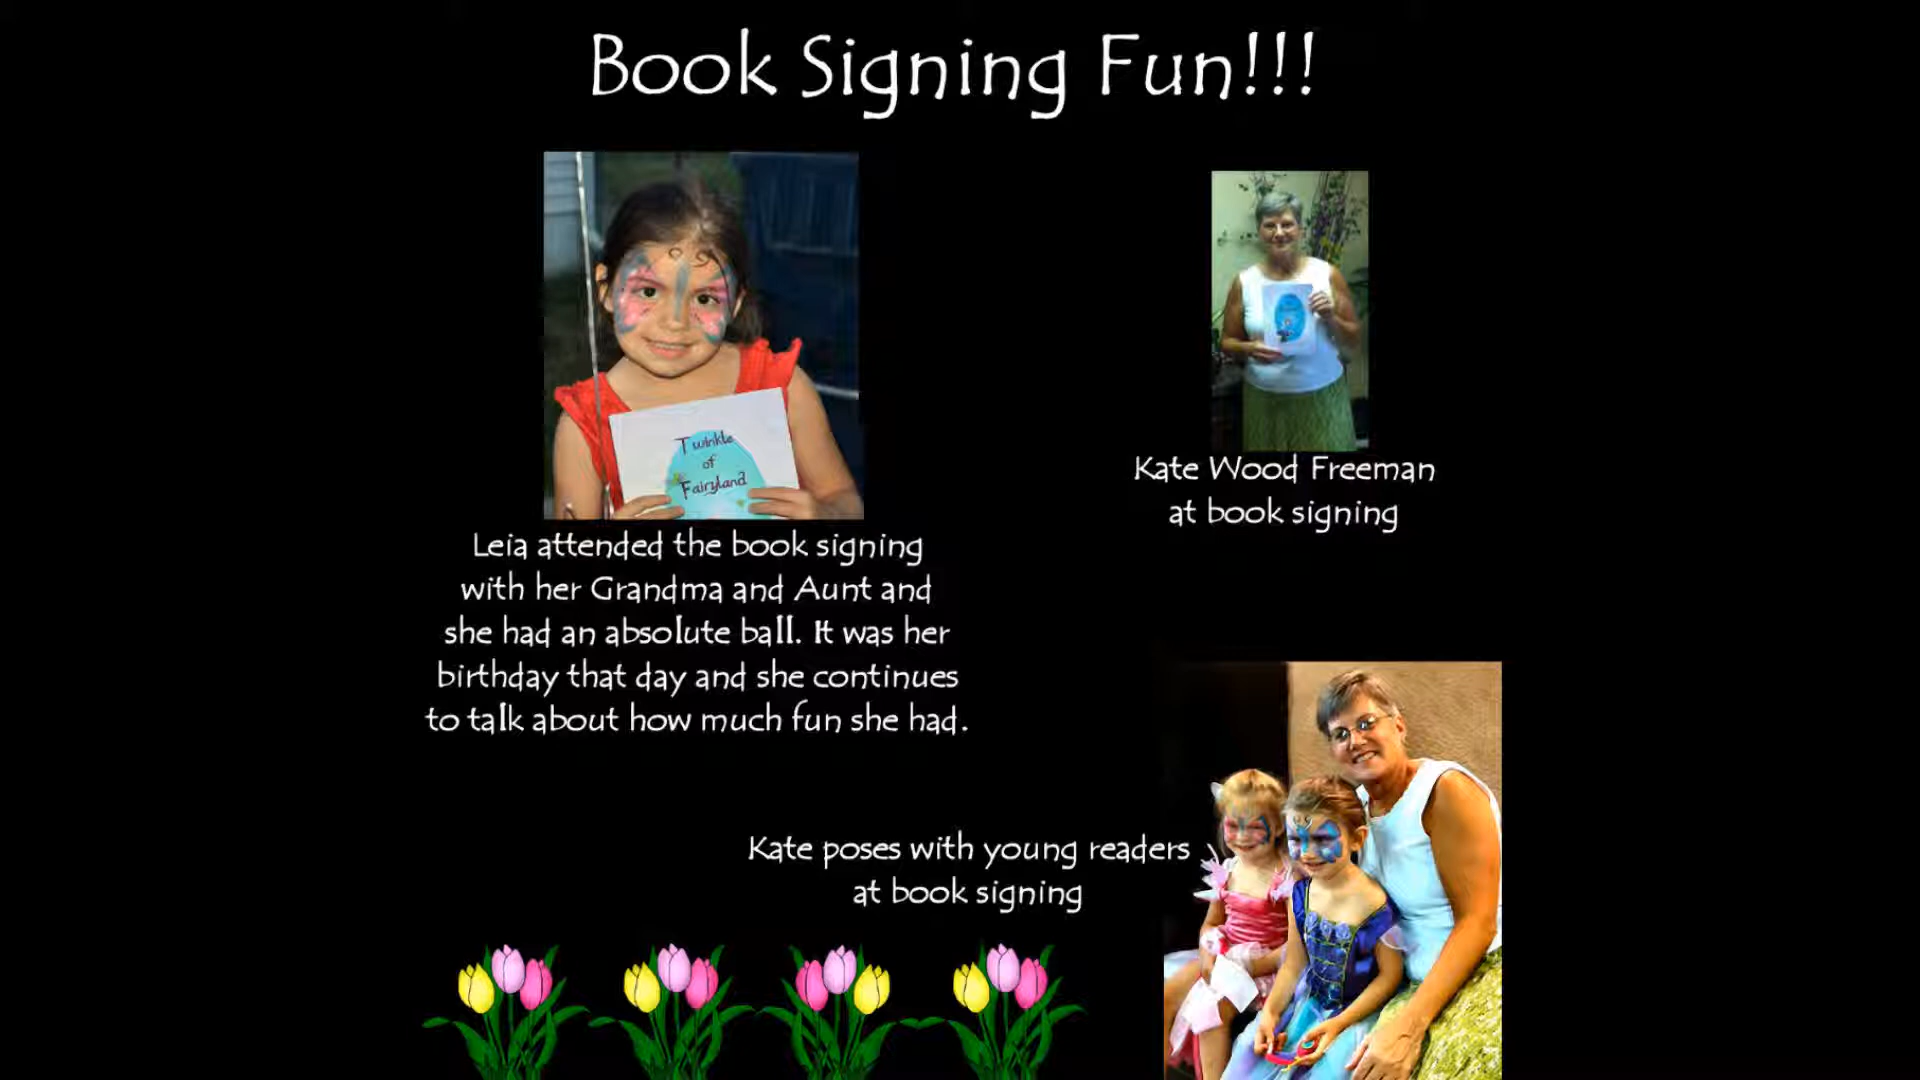 Book Signing Fun!!!
Twinkle
of
Fairyland
Leia attended the book signing
with her Grandma and Aunt and
she had an absolute ball. It was her
birthday that day and she continues
to talk about how much fun she had.
Kate Wood Freeman
at book signing
Kate poses with young readers
at book signing